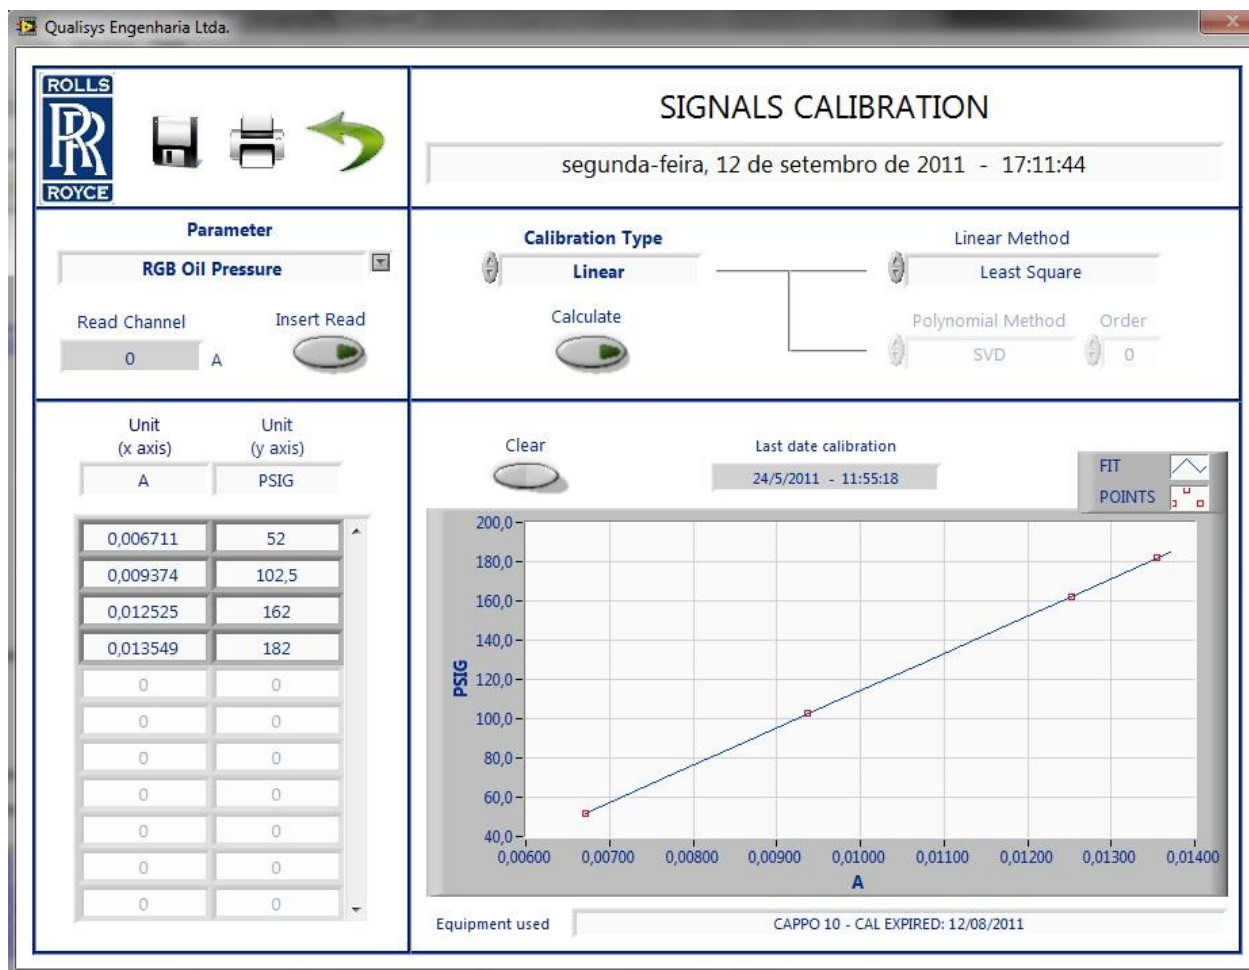 Qualisys Engenharia Ltda.
ROLLS
RR
ROYCE
SIGNALS CALIBRATION
segunda-feira, 12 de setembro de 2011 - 17:11:44
Parameter
RGB Oil Pressure
Read Channel
Insert Read
0 A
Calibration Type
Linear
Linear Method
Least Square
Calculate
Polynomial Method Order
SVD 0
Unit Unit
(x axis) (y axis)
A PSIG
0,006711 52
0,009374 102,5
0,012525 162
0,013549 182
0 0
0 0
0 0
0 0
0 0
0 0
0 0
Clear
Last date calibration
24/5/2011 - 11:55:18
FIT
POINTS
200,0
180,0
160,0
140,0
120,0
100,0
80,0
60,0
40,0
PSIG
0,00600 0,00700 0,00800 0,00900 0,01000 0,01100 0,01200 0,01300 0,01400
A
Equipment used CAPPO 10 - CAL EXPIRED: 12/08/2011